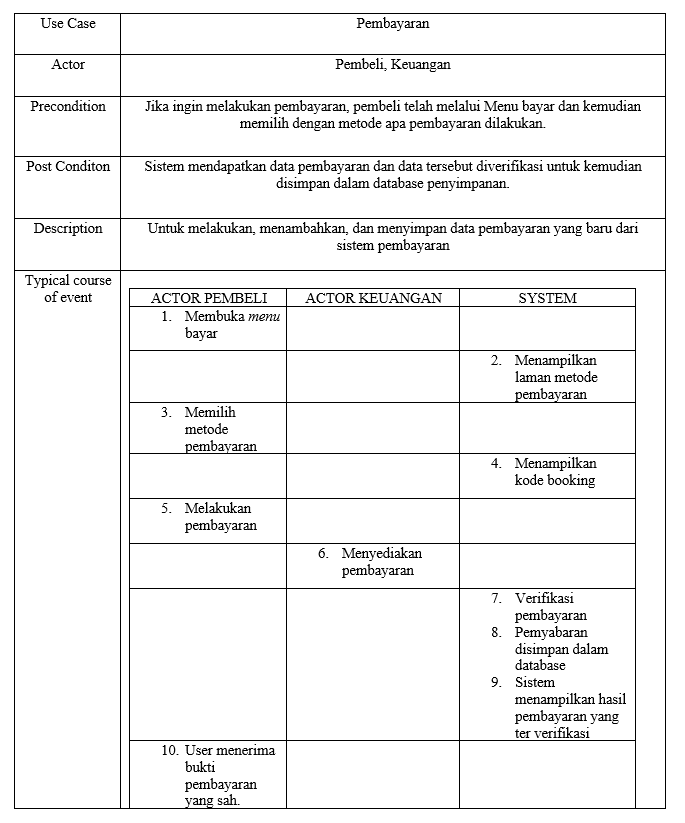 Use Case
Pembayaran
Actor
Pembeli, Keuangan
Precondition
Jika ingin melakukan pembayaran, pembeli telah melalui Menu bayar dan kemudian
memilih dengan metode apa pembayaran dilakukan.
Post Conditon
Sistem mendapatkan data pembayaran dan data tersebut diverifikasi untuk kemudian
disimpan dalam database penyimpanan.
Description
Untuk melakukan, menambahkan, dan menyimpan data pembayaran yang baru dari
sistem pembayaran
Typical course
of event
ACTOR PEMBELI
ACTOR KEUANGAN
SYSTEM
1. Membuka menu
bayar
2. Menampilkan
laman metode
pembayaran
3. Memilih
metode
pembayaran
4. Menampilkan
kode booking
5. Melakukan
pembayaran
6. Menyediakan
pembayaran
7. Verifikasi
pembayaran
8. Pemyabaran
disimpan dalam
database
9. Sistem
menampilkan hasil
pembayaran yang
ter verifikasi
10. User menerima
bukti
pembayaran
yang sah.